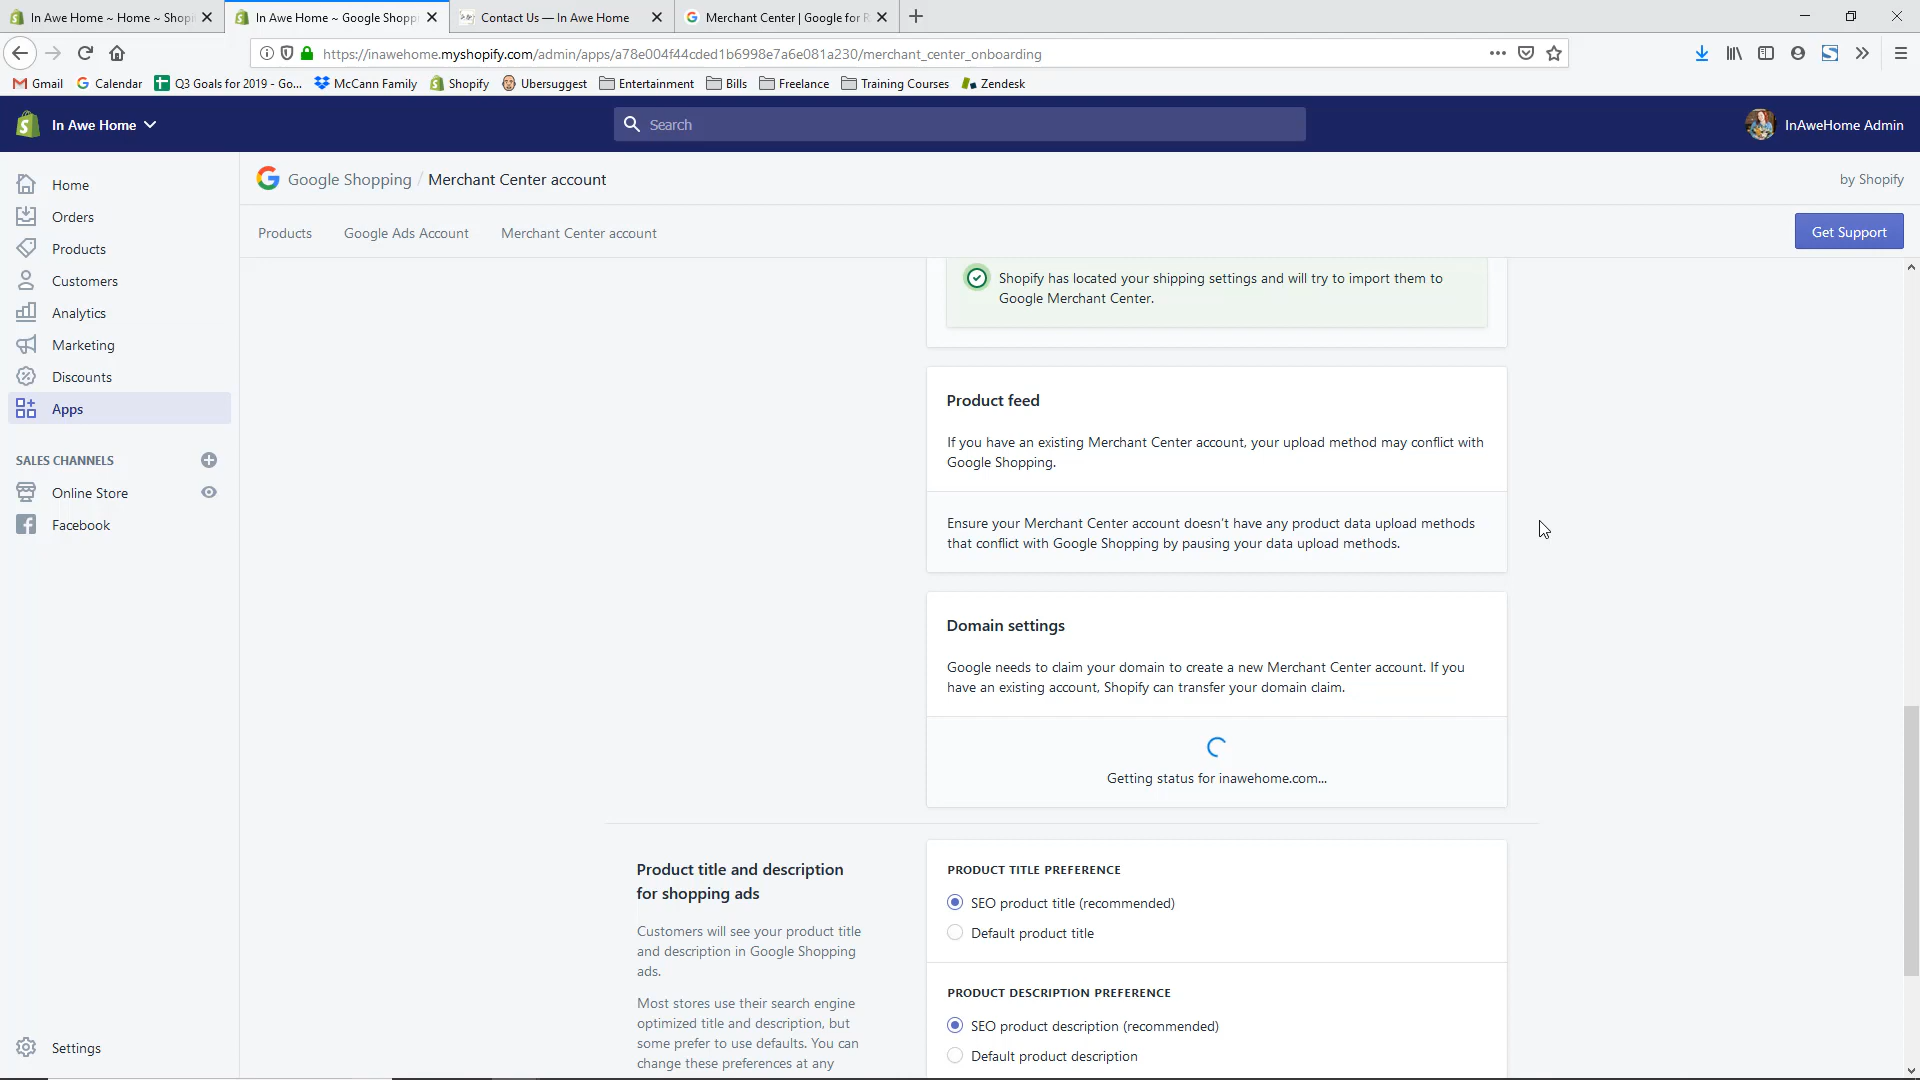 In Awe Home ~ Home ~ Shopi
In Awe Home ~ Google Shoppi
Contact Us — In Awe Home
Merchant Center | Google for R
https://inawehome.myshopify.com/admin/apps/a78e004f44cded1b6998e7a6e081a230/merchant_center_onboarding
Gmail
Calendar
Q3 Goals for 2019 - Go...
McCann Family
Shopify
Ubersuggest
Entertainment
Bills
Freelance
Training Courses
Zendesk
In Awe Home
Search
InAweHome Admin
Home
Orders
Products
Customers
Analytics
Marketing
Discounts
Apps
SALES CHANNELS
Online Store
Facebook
Settings
Google Shopping / Merchant Center account
by Shopify
Products
Google Ads Account
Merchant Center account
Get Support
Shopify has located your shipping settings and will try to import them to
Google Merchant Center.
Product feed
If you have an existing Merchant Center account, your upload method may conflict with
Google Shopping.
Ensure your Merchant Center account doesn't have any product data upload methods
that conflict with Google Shopping by pausing your data upload methods.
Domain settings
Google needs to claim your domain to create a new Merchant Center account. If you
have an existing account, Shopify can transfer your domain claim.
Getting status for inawehome.com...
Product title and description
for shopping ads
Customers will see your product title
and description in Google Shopping
ads.
Most stores use their search engine
optimized title and description, but
some prefer to use defaults. You can
change these preferences at any
PRODUCT TITLE PREFERENCE
SEO product title (recommended)
Default product title
PRODUCT DESCRIPTION PREFERENCE
SEO product description (recommended)
Default product description